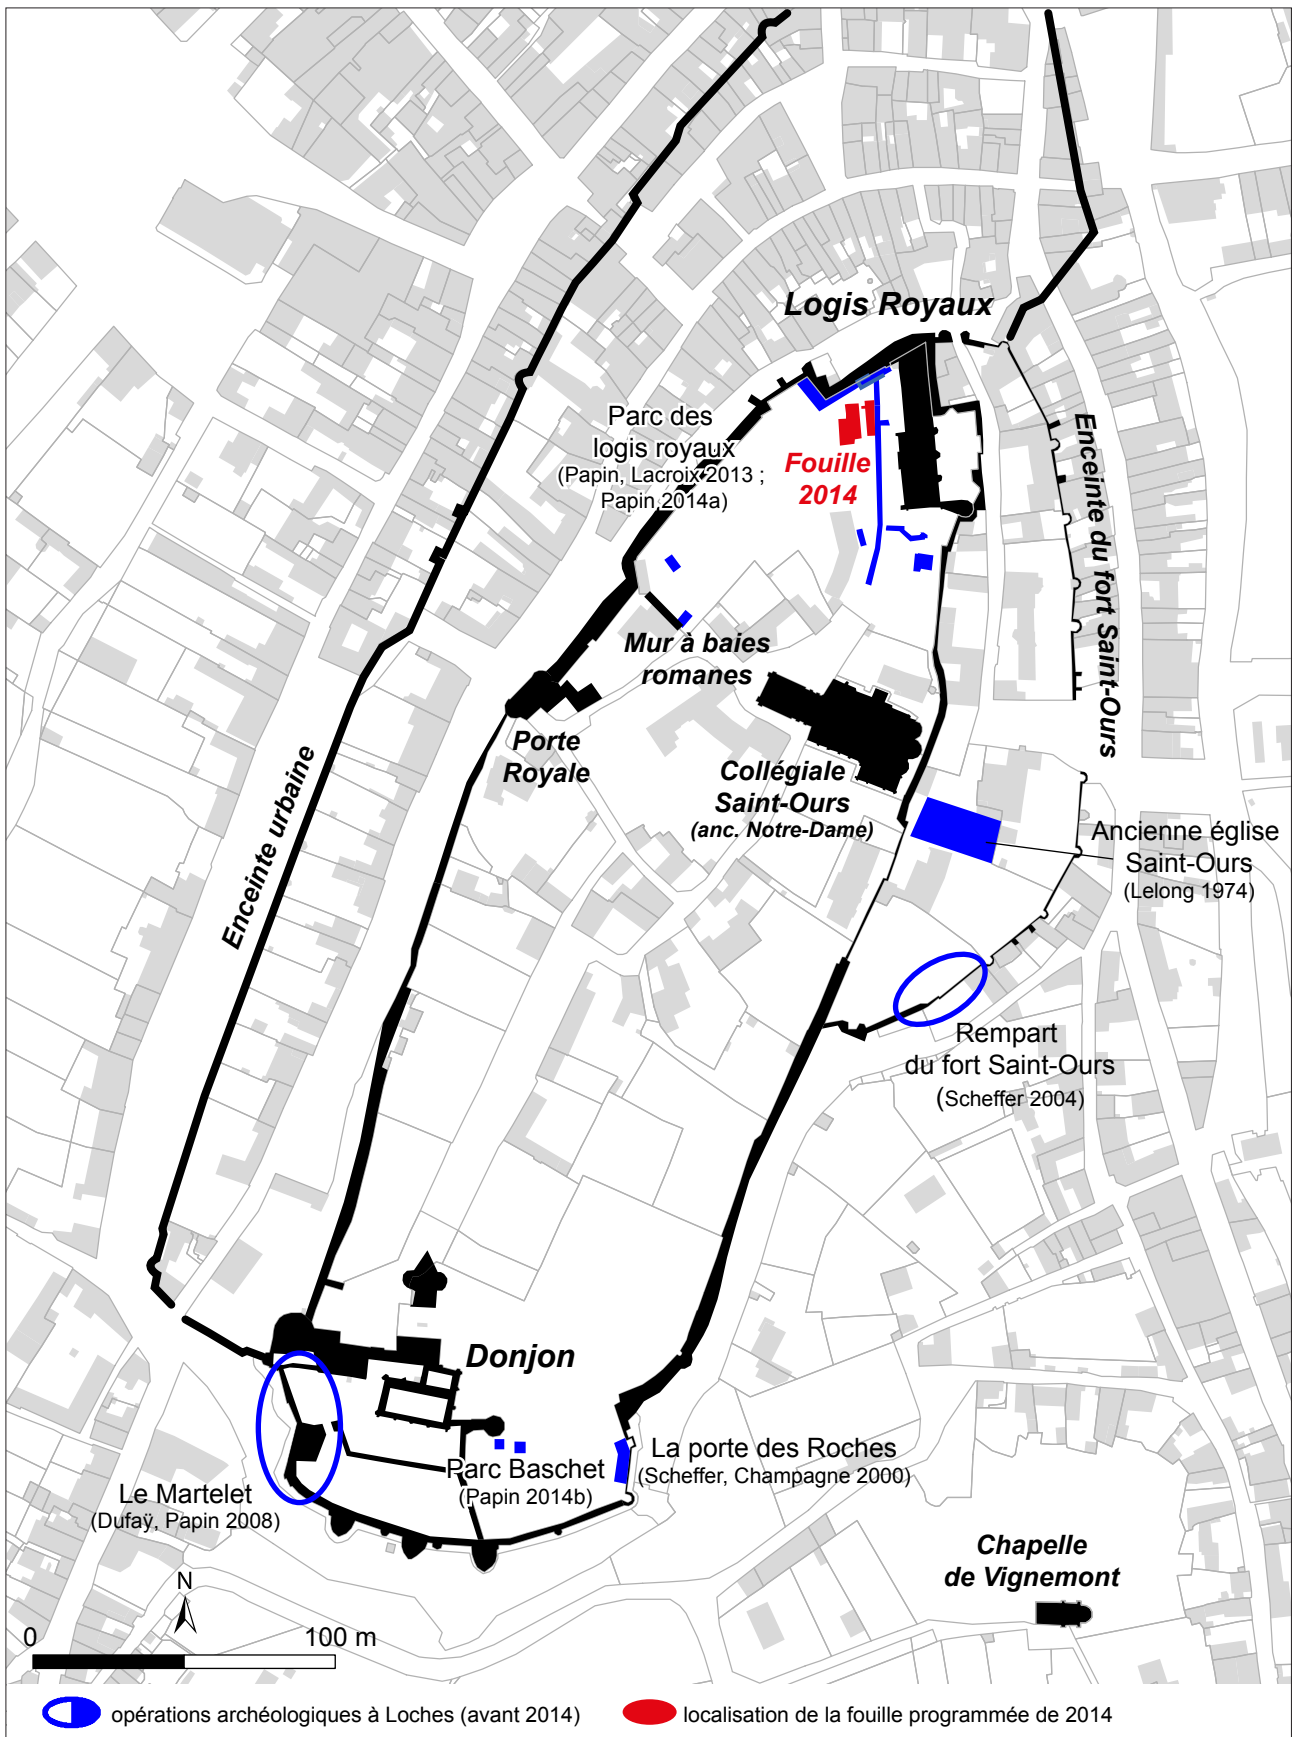 Logis Royaux
Parc des
logis royaux
(Papin, Lacroix 2013 ;
Papin 2014a)
Fouille
2014
Enceinte du fort Saint-Ours
Mur à baies
romanes
Porte
Royale
Collégiale
Saint-Ours
(anc. Notre-Dame)
Enceinte urbaine
Ancienne église
Saint-Ours
(Lelong 1974)
Rempart
du fort Saint-Ours
(Scheffer 2004)
Donjon
La porte des Roches
(Scheffer, Champagne 2000)
Parc Baschet
(Papin 2014b)
Le Martelet
(Dufaÿ, Papin 2008)
Chapelle
de Vignemont
N
0 100 m
opérations archéologiques à Loches (avant 2014)
localisation de la fouille programmée de 2014